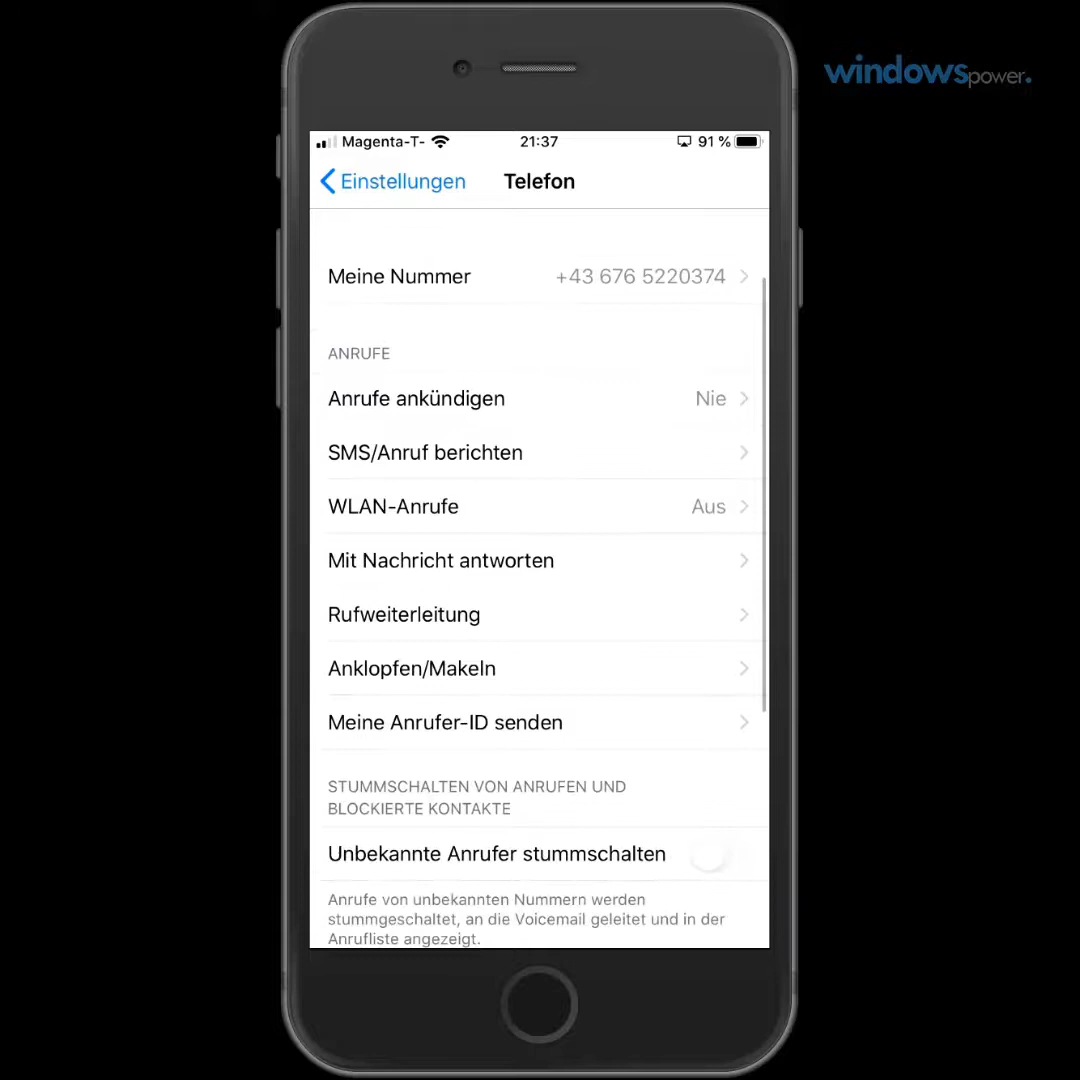 windowspower.
Magenta-T- 21:37 91 %
Einstellungen Telefon
Meine Nummer +43 676 5220374
ANRUFE
Anrufe ankündigen Nie
SMS/Anruf berichten
WLAN-Anrufe Aus
Mit Nachricht antworten
Rufweiterleitung
Anklopfen/Makeln
Meine Anrufer-ID senden
STUMMSCHALTEN VON ANRUFEN UND
BLOCKIERTE KONTAKTE
Unbekannte Anrufer stummschalten
Anrufe von unbekannten Nummern werden
stummgeschaltet, an die Voicemail geleitet und in der
Anrufliste angezeigt.